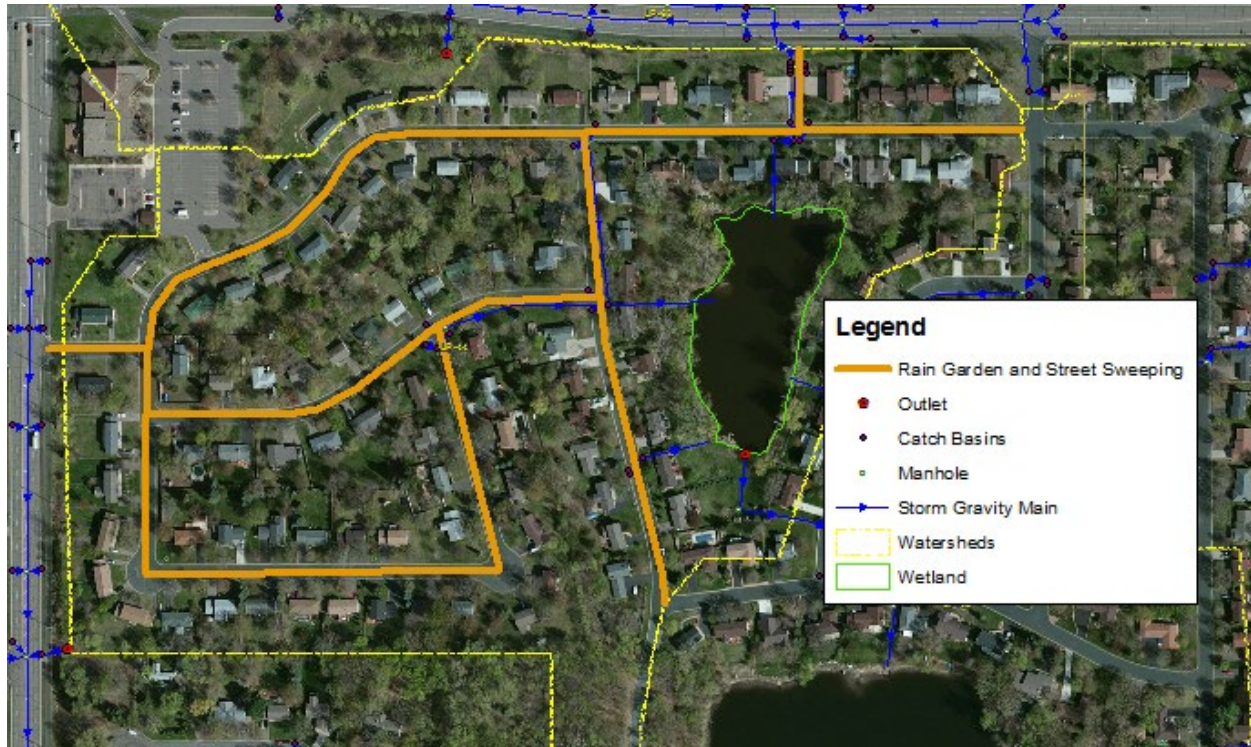 Legend
Rain Garden and Street Sweeping
Outlet
Catch Basins
Manhole
Storm Gravity Main
Watersheds
Wetland